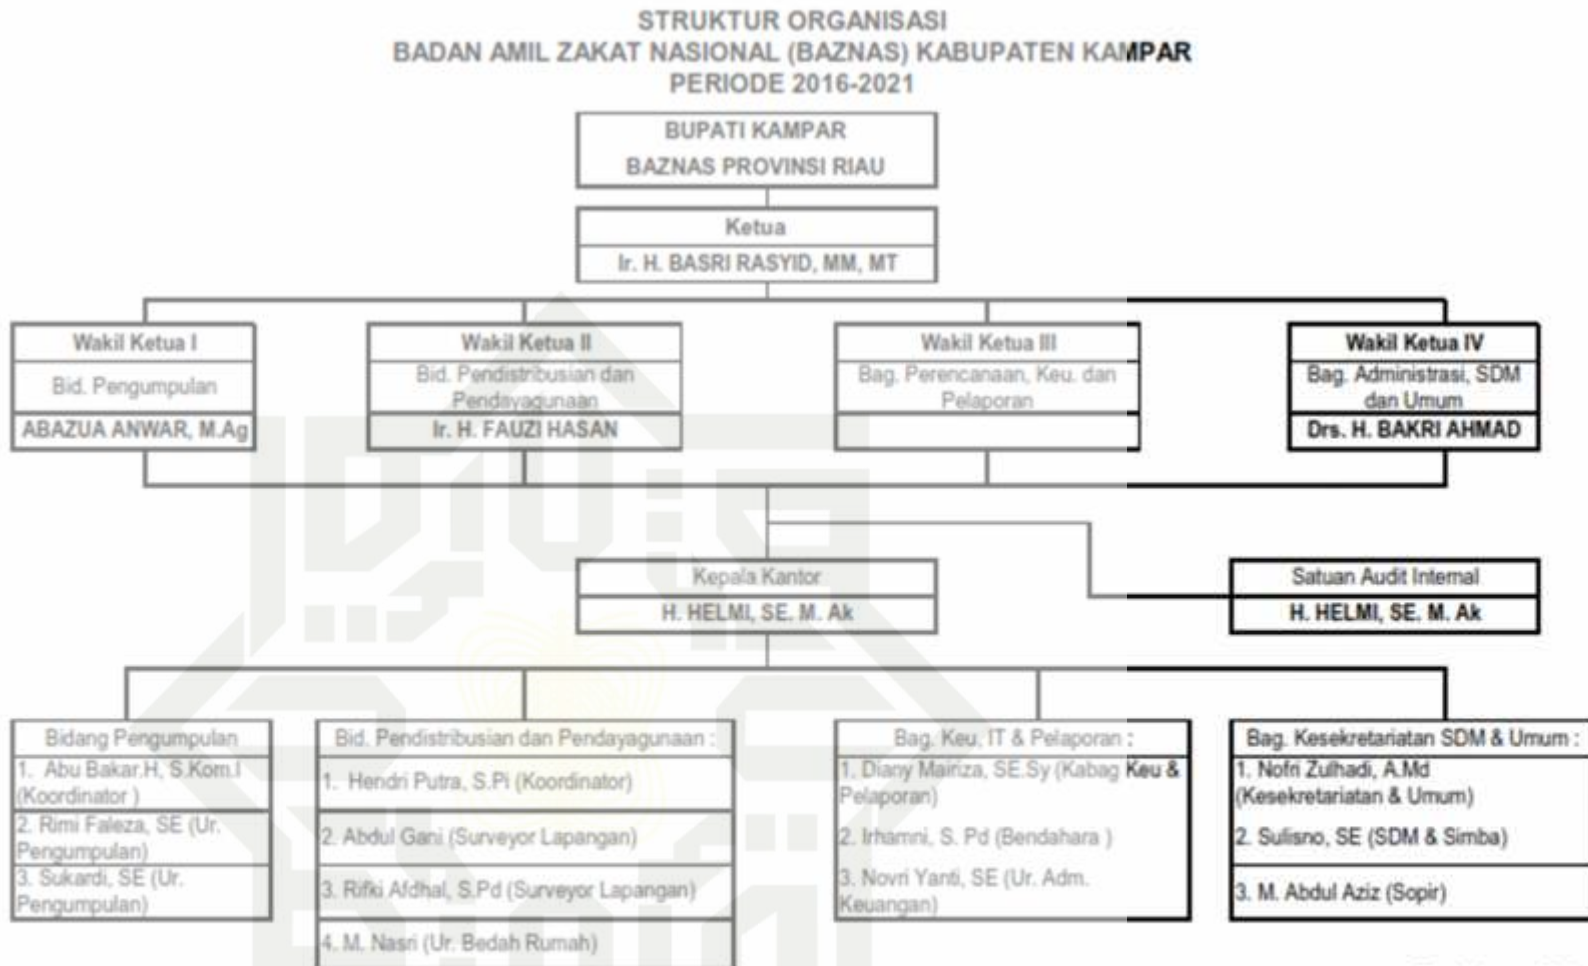 STRUKTUR ORGANISASI
BADAN AMIL ZAKAT NASIONAL (BAZNAS) KABUPATEN KAMPAR
PERIODE 2016-2021
BUPATI KAMPAR
BAZNAS PROVINSI RIAU
Ketua
Ir. H. BASRI RASYID, MM, MT
Wakil Ketua I
Bid. Pengumpulan
ABAZUA ANWAR, M.Ag
Wakil Ketua II
Bid. Pendistribusian dan
Pendayagunaan
Ir. H. FAUZI HASAN
Wakil Ketua III
Bag. Perencanaan, Keu. dan
Pelaporan
Wakil Ketua IV
Bag. Administrasi, SDM
dan Umum
Drs. H. BAKRI AHMAD
Kepala Kantor
H. HELMI, SE. M. Ak
Satuan Audit Internal
H. HELMI, SE. M. Ak
Bidang Pengumpulan
1. Abu Bakar.H, S.Kom.I
(Koordinator )
2. Rimi Faleza, SE (Ur.
Pengumpulan)
3. Sukardi, SE (Ur.
Pengumpulan)
Bid. Pendistribusian dan Pendayagunaan :
1. Hendri Putra, S.Pi (Koordinator)
2. Abdul Gani (Surveyor Lapangan)
3. Rifki Afdhal, S.Pd (Surveyor Lapangan)
4. M. Nasri (Ur. Bedah Rumah)
Bag. Keu, IT & Pelaporan :
1. Diany Mairiza, SE.Sy (Kabag Keu &
Pelaporan)
2. Irhamni, S. Pd (Bendahara )
3. Novri Yanti, SE (Ur. Adm.
Keuangan)
Bag. Kesekretariatan SDM & Umum :
1. Nofri Zulhadi, A.Md
(Kesekretariatan & Umum)
2. Sulisno, SE (SDM & Simba)
3. M. Abdul Aziz (Sopir)